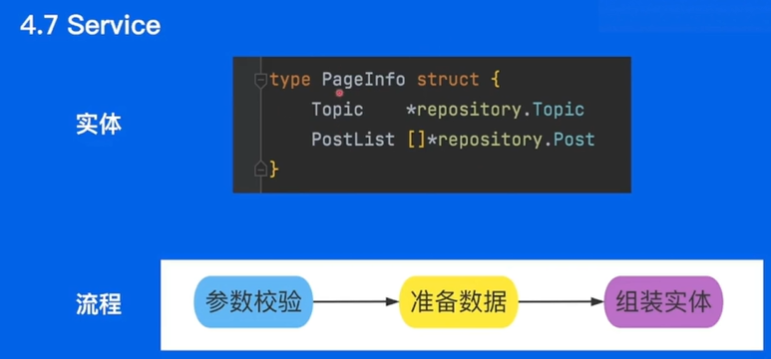 4.7 Service
实体
type PageInfo struct {
Topic *repository.Topic
PostList []*repository.Post
}
流程
参数校验
准备数据
组装实体